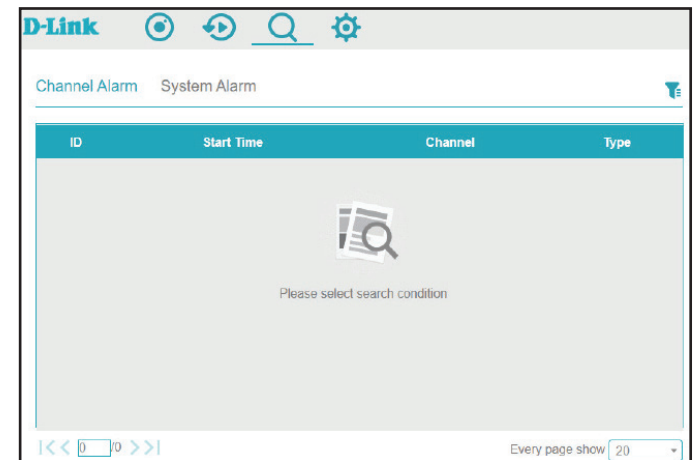 D-Link
Channel Alarm System Alarm
ID Start Time Channel Type
Please select search condition
|< < 0 /0 > >| Every page show 20